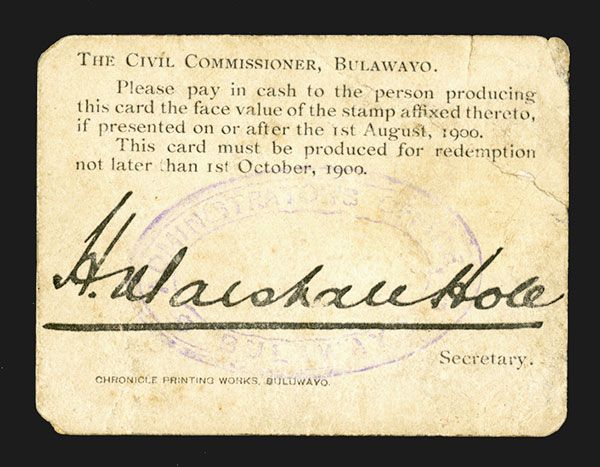 THE CIVIL COMMISSIONER, BULAWAYO.
Please pay in cash to the person producing
this card the face value of the stamp affixed thereto,
if presented on or after the 1st August, 1900.
This card must be produced for redemption
not later than 1st October, 1900.
H. Marshall Hole
Secretary.
CHRONICLE PRINTING WORKS, BULUWAYO.